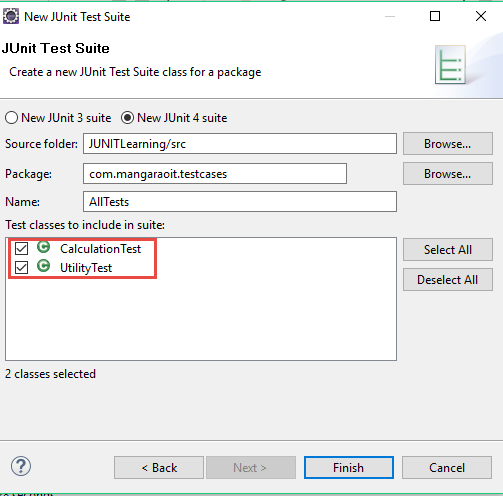 New JUnit Test Suite
JUnit Test Suite
Create a new JUnit Test Suite class for a package
New JUnit 3 suite New JUnit 4 suite
Source folder: JUNITLearning/src Browse...
Package: com.mangaraoit.testcases Browse...
Name: AllTests
Test classes to include in suite:
CalculationTest Select All
UtilityTest
Deselect All
2 classes selected
? < Back Next > Finish Cancel